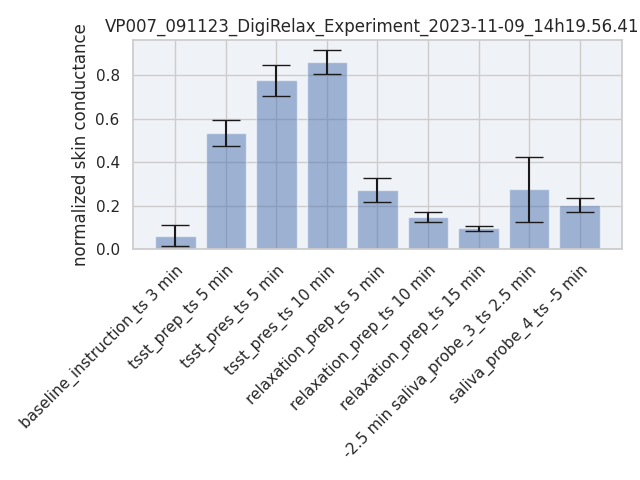 VP007_091123_DigiRelax_Experiment_2023-11-09_14h19.56.41
normalized skin conductance
0.8
0.6
0.4
0.2
0.0
baseline_instruction_ts 3 min
tsst_prep_ts 5 min
tsst_pres_ts 5 min
tsst_pres_ts 10 min
relaxation_prep_ts 5 min
relaxation_prep_ts 10 min
relaxation_prep_ts 15 min
-2.5 min saliva_probe_3_ts 2.5 min
saliva_probe_4_ts -5 min